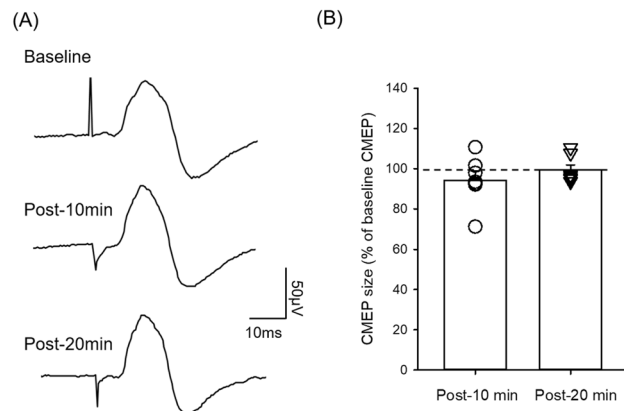 (A)
Baseline
Post-10min
Post-20min
50μV
10ms
(B)
CMEP size (% of baseline CMEP)
140
120
100
80
60
40
20
0
Post-10 min
Post-20 min